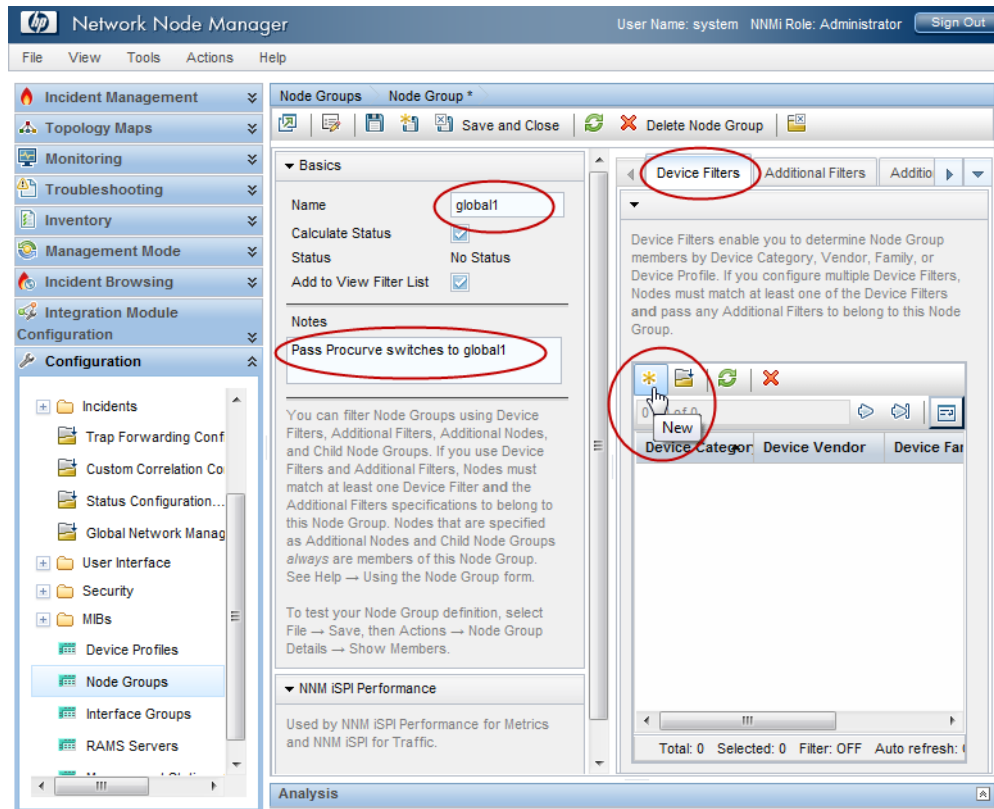 hp Network Node Manager
User Name: system NNMi Role: Administrator Sign Out
File View Tools Actions Help
Incident Management
Topology Maps
Monitoring
Troubleshooting
Inventory
Management Mode
Incident Browsing
Integration Module
Configuration
Configuration
Incidents
Trap Forwarding Conf
Custom Correlation Co
Status Configuration...
Global Network Manag
User Interface
Security
MIBs
Device Profiles
Node Groups
Interface Groups
RAMS Servers
Node Groups Node Group *
Save and Close Delete Node Group
Basics
Name global1
Calculate Status
Status No Status
Add to View Filter List
Notes
Pass Procurve switches to global1
You can filter Node Groups using Device
Filters, Additional Filters, Additional Nodes,
and Child Node Groups. If you use Device
Filters and Additional Filters, Nodes must
match at least one Device Filter and the
Additional Filters specifications to belong to
this Node Group. Nodes that are specified
as Additional Nodes and Child Node Groups
always are members of this Node Group.
See Help → Using the Node Group form.
To test your Node Group definition, select
File → Save, then Actions → Node Group
Details → Show Members.
NNM iSPI Performance
Used by NNM iSPI Performance for Metrics
and NNM iSPI for Traffic.
Device Filters Additional Filters Additio
Device Filters enable you to determine Node Group
members by Device Category, Vendor, Family, or
Device Profile. If you configure multiple Device Filters,
Nodes must match at least one of the Device Filters
and pass any Additional Filters to belong to this Node
Group.
New
Device Categor Device Vendor Device Far
Total: 0 Selected: 0 Filter: OFF Auto refresh:
Analysis